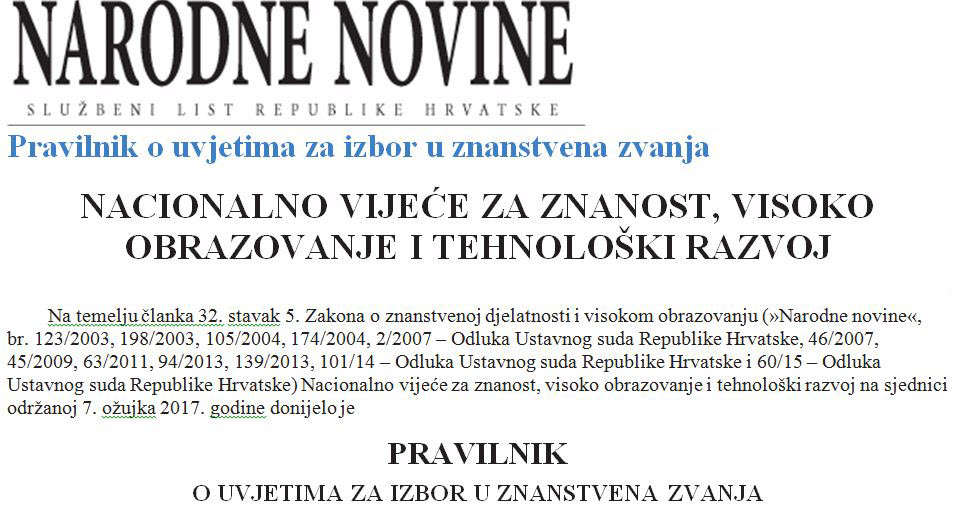 NARODNE NOVINE
SLUŽBENI LIST REPUBLIKE HRVATSKE
Pravilnik o uvjetima za izbor u znanstvena zvanja
NACIONALNO VIJEĆE ZA ZNANOST, VISOKO
OBRAZOVANJE I TEHNOLOŠKI RAZVOJ
Na temelju članka 32. stavak 5. Zakona o znanstvenoj djelatnosti i visokom obrazovanju (»Narodne novine«,
br. 123/2003, 198/2003, 105/2004, 174/2004, 2/2007 – Odluka Ustavnog suda Republike Hrvatske, 46/2007,
45/2009, 63/2011, 94/2013, 139/2013, 101/14 – Odluka Ustavnog suda Republike Hrvatske i 60/15 – Odluka
Ustavnog suda Republike Hrvatske) Nacionalno vijeće za znanost, visoko obrazovanje i tehnološki razvoj na sjednici
održanoj 7. ožujka 2017. godine donijelo je
PRAVILNIK
O UVJETIMA ZA IZBOR U ZNANSTVENA ZVANJA